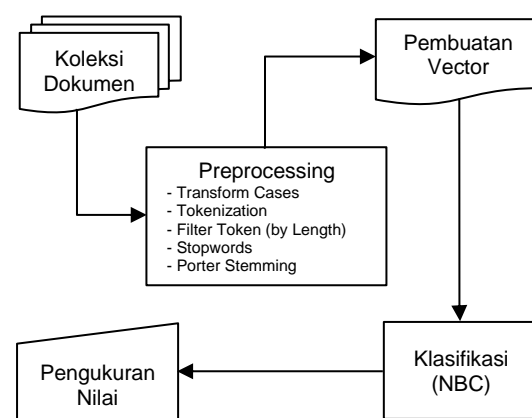 Koleksi
Dokumen
Preprocessing
- Transform Cases
- Tokenization
- Filter Token (by Length)
- Stopwords
- Porter Stemming
Pembuatan
Vector
Klasifikasi
(NBC)
Pengukuran
Nilai